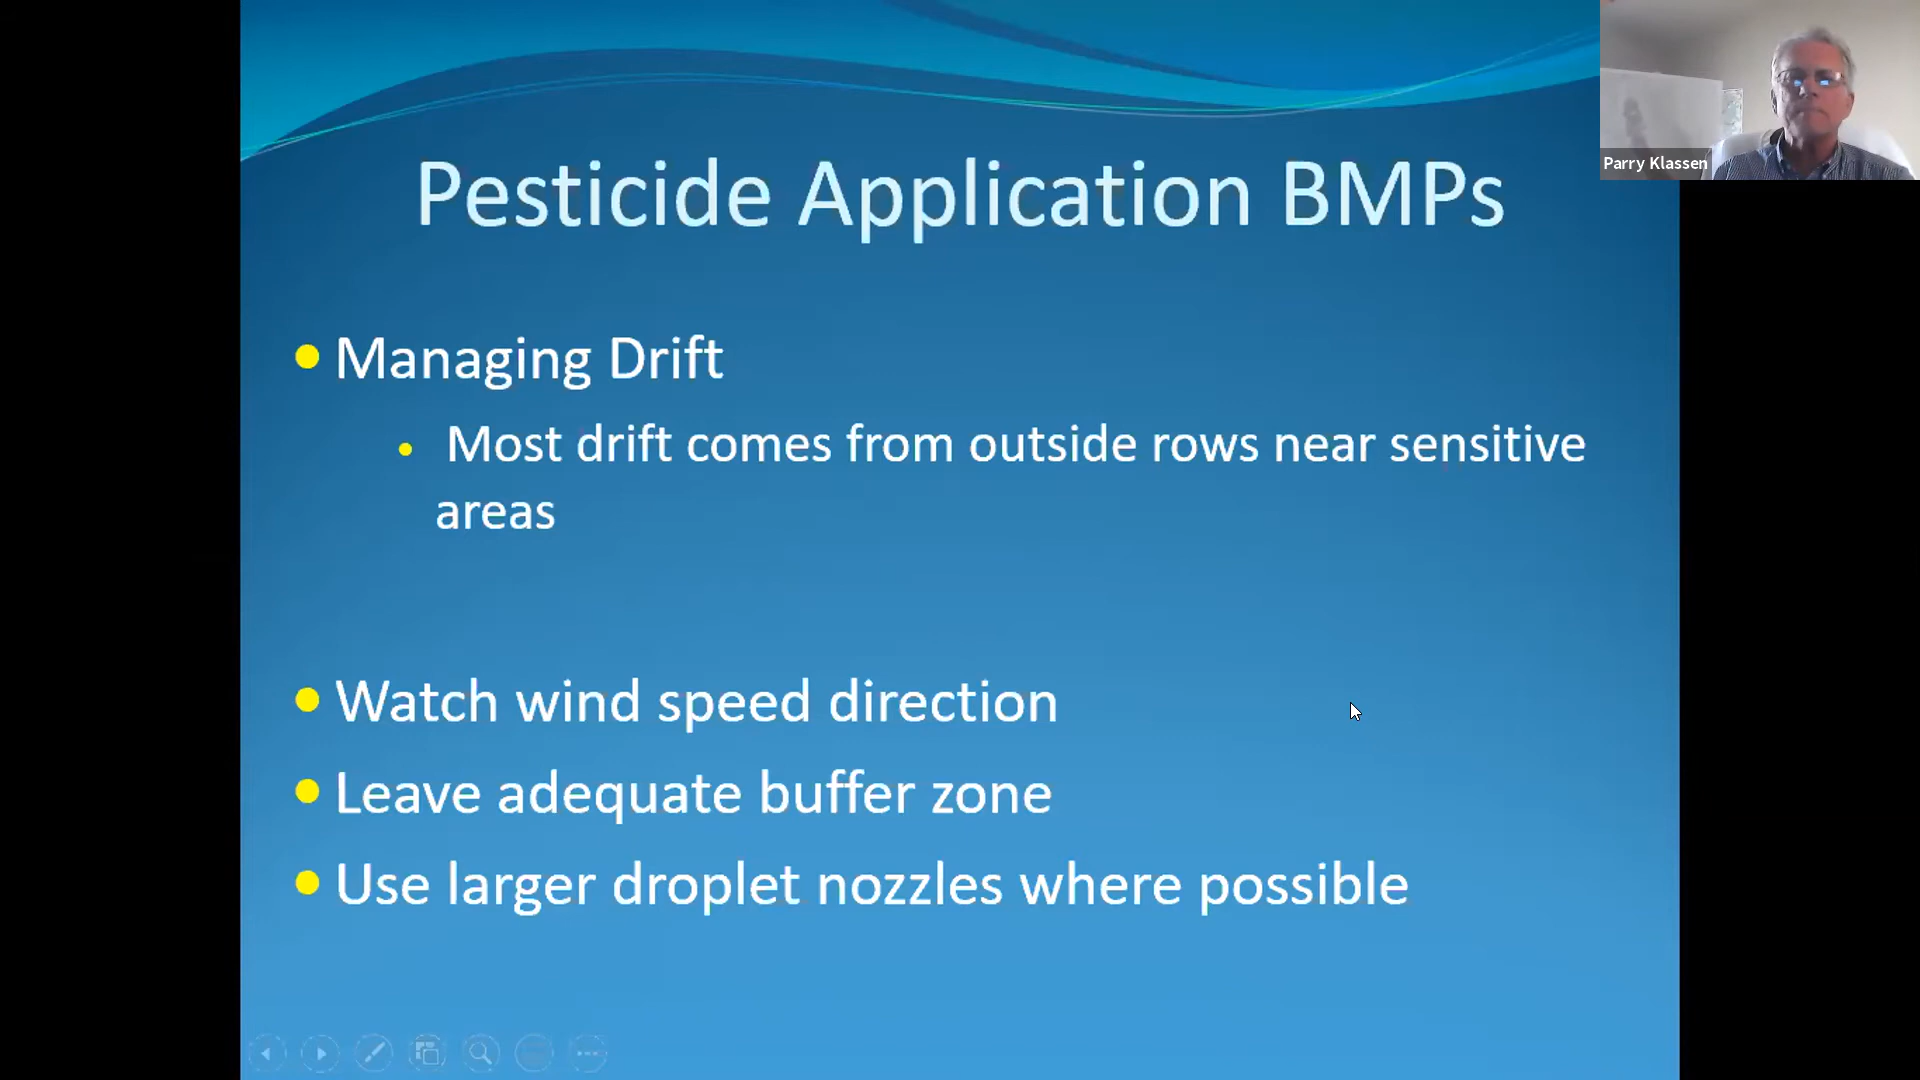 Pesticide Application BMPs
Parry Klassen
Managing Drift
Most drift comes from outside rows near sensitive
areas
Watch wind speed direction
Leave adequate buffer zone
Use larger droplet nozzles where possible